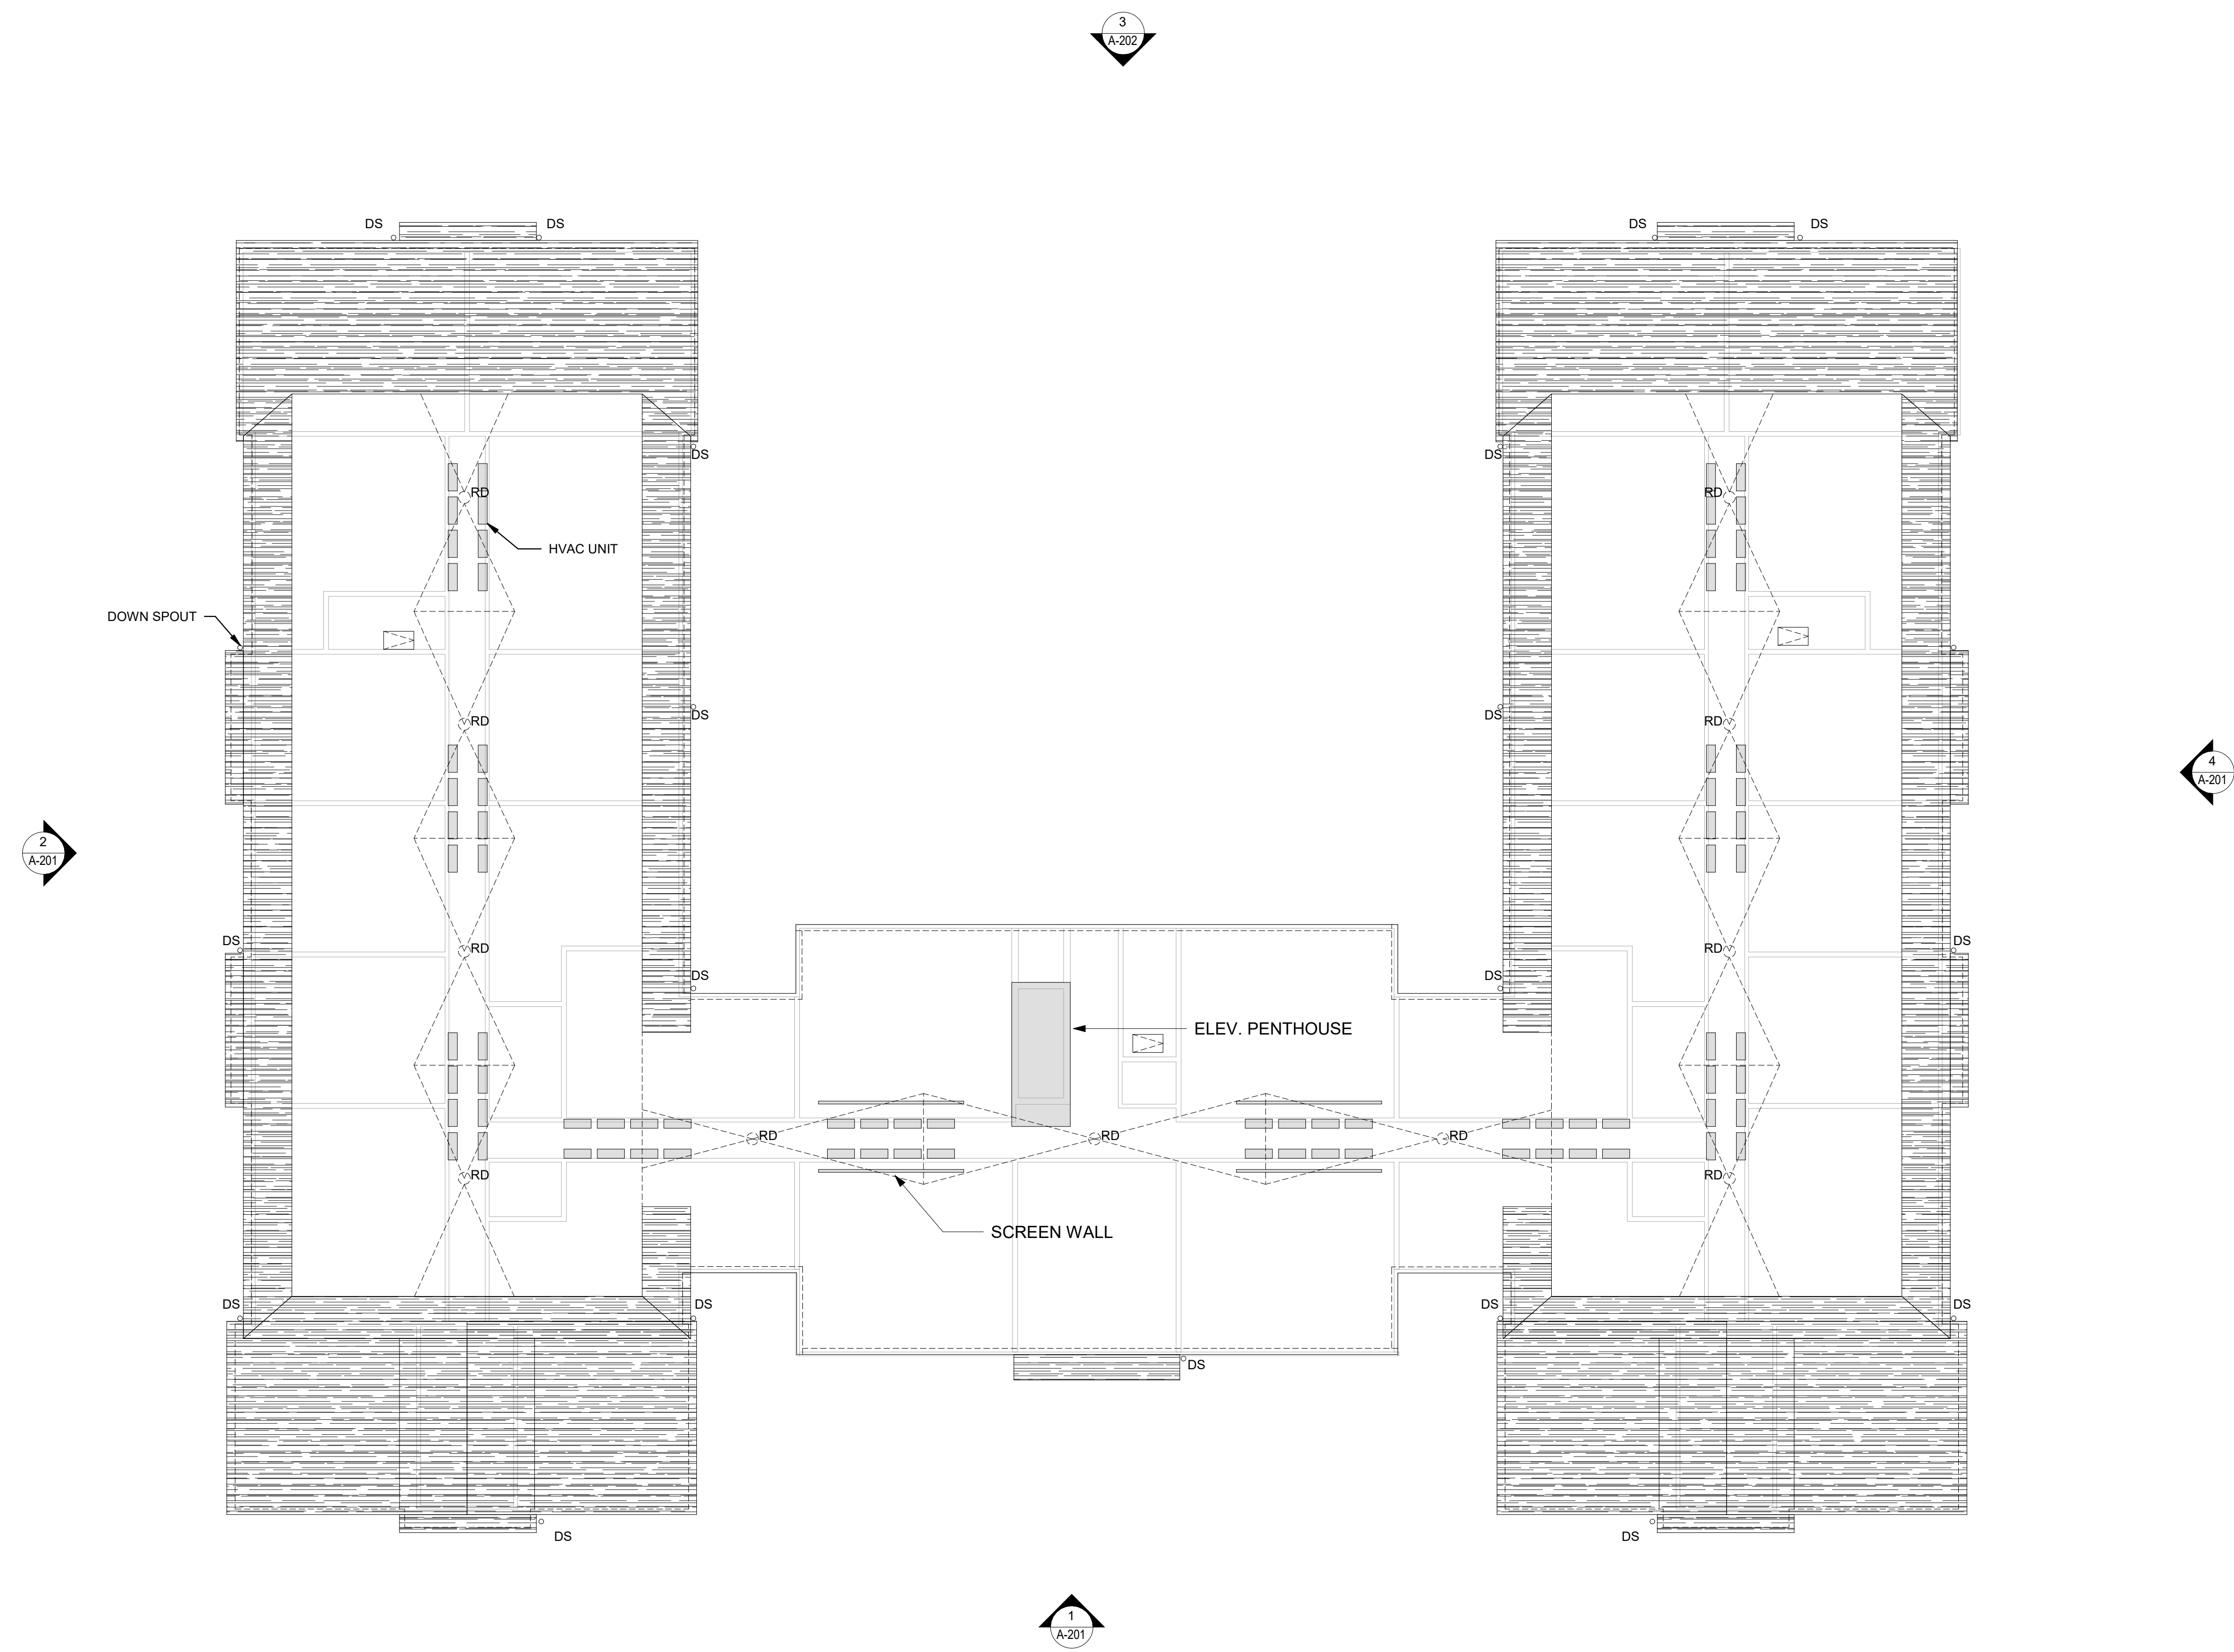 3
A-202
DS DS DS DS
DS DS
RD RD
HVAC UNIT
DOWN SPOUT
DS DS
RD RD
4
A-201
2
A-201
DS DS
RD RD
DS DS
ELEV. PENTHOUSE
RD RD RD
RD RD
SCREEN WALL
DS DS DS DS
DS
DS DS
1
A-201